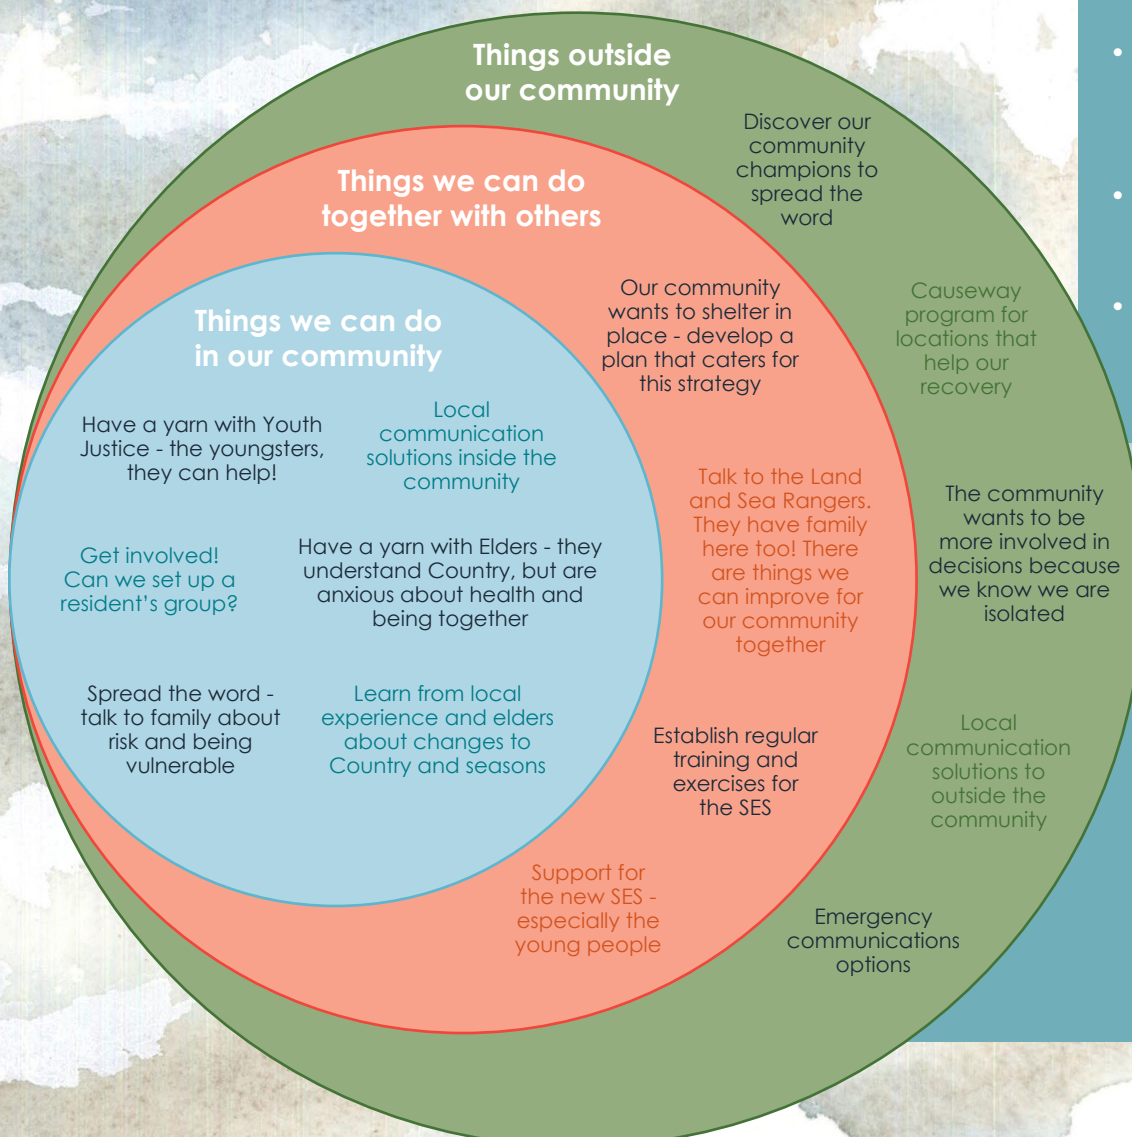 Things outside
our community
Discover our
community
champions to
spread the
word
Causeway
program for
locations that
help our
recovery
The community
wants to be
more involved in
decisions because
we know we are
isolated
Local
communication
solutions to
outside the
community
Emergency
communications
options
Things we can do
together with others
Our community
wants to shelter in
place - develop a
plan that caters for
this strategy
Talk to the Land
and Sea Rangers.
They have family
here too! There
are things we
can improve for
our community
together
Establish regular
training and
exercises for
the SES
Support for
the new SES -
especially the
young people
Things we can do
in our community
Have a yarn with Youth
Justice - the youngsters,
they can help!
Local
communication
solutions inside the
community
Get involved!
Can we set up a
resident's group?
Have a yarn with Elders - they
understand Country, but are
anxious about health and
being together
Spread the word -
talk to family about
risk and being
vulnerable
Learn from local
experience and elders
about changes to
Country and seasons